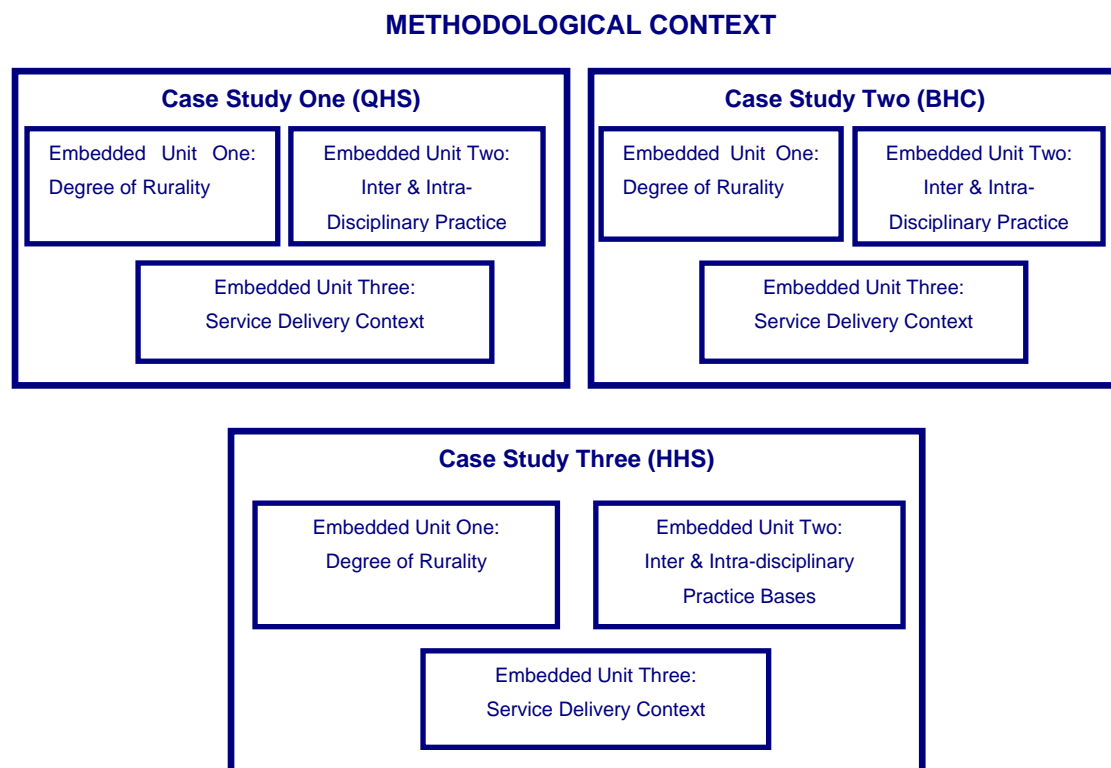 METHODOLOGICAL CONTEXT
Case Study One (QHS)
Embedded Unit One:
Degree of Rurality
Embedded Unit Two:
Inter & Intra-
Disciplinary Practice
Embedded Unit Three:
Service Delivery Context
Case Study Two (BHC)
Embedded Unit One:
Degree of Rurality
Embedded Unit Two:
Inter & Intra-
Disciplinary Practice
Embedded Unit Three:
Service Delivery Context
Case Study Three (HHS)
Embedded Unit One:
Degree of Rurality
Embedded Unit Two:
Inter & Intra-disciplinary
Practice Bases
Embedded Unit Three:
Service Delivery Context